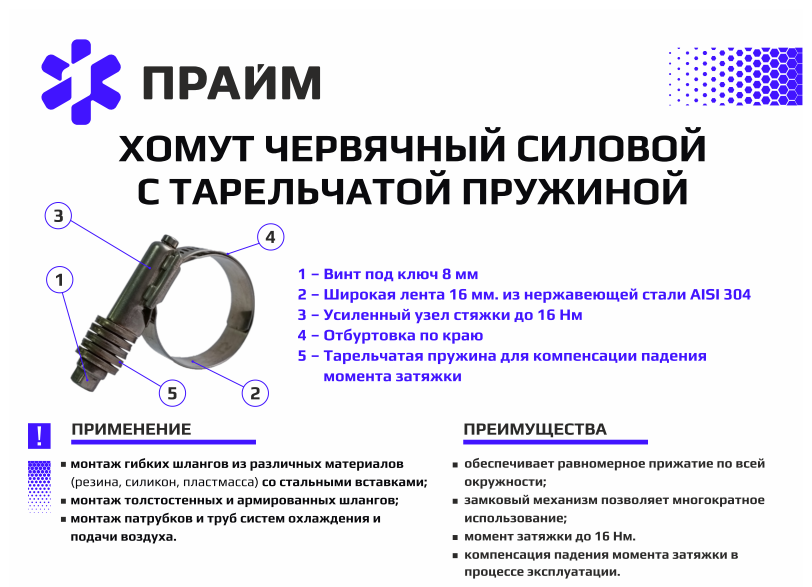 ПРАЙМ
ХОМУТ ЧЕРВЯЧНЫЙ СИЛОВОЙ
С ТАРЕЛЬЧАТОЙ ПРУЖИНОЙ
3
4
1
5
2
1 – Винт под ключ 8 мм
2 – Широкая лента 16 мм. из нержавеющей стали AISI 304
3 – Усиленный узел стяжки до 16 Нм
4 – Отбуртовка по краю
5 – Тарельчатая пружина для компенсации падения
момента затяжки
!
ПРИМЕНЕНИЕ
▪ монтаж гибких шлангов из различных материалов
(резина, силикон, пластмасса) со стальными вставками;
▪ монтаж толстостенных и армированных шлангов;
▪ монтаж патрубков и труб систем охлаждения и
подачи воздуха.
ПРЕИМУЩЕСТВА
▪ обеспечивает равномерное прижатие по всей
окружности;
▪ замковый механизм позволяет многократное
использование;
▪ момент затяжки до 16 Нм.
▪ компенсация падения момента затяжки в
процессе эксплуатации.